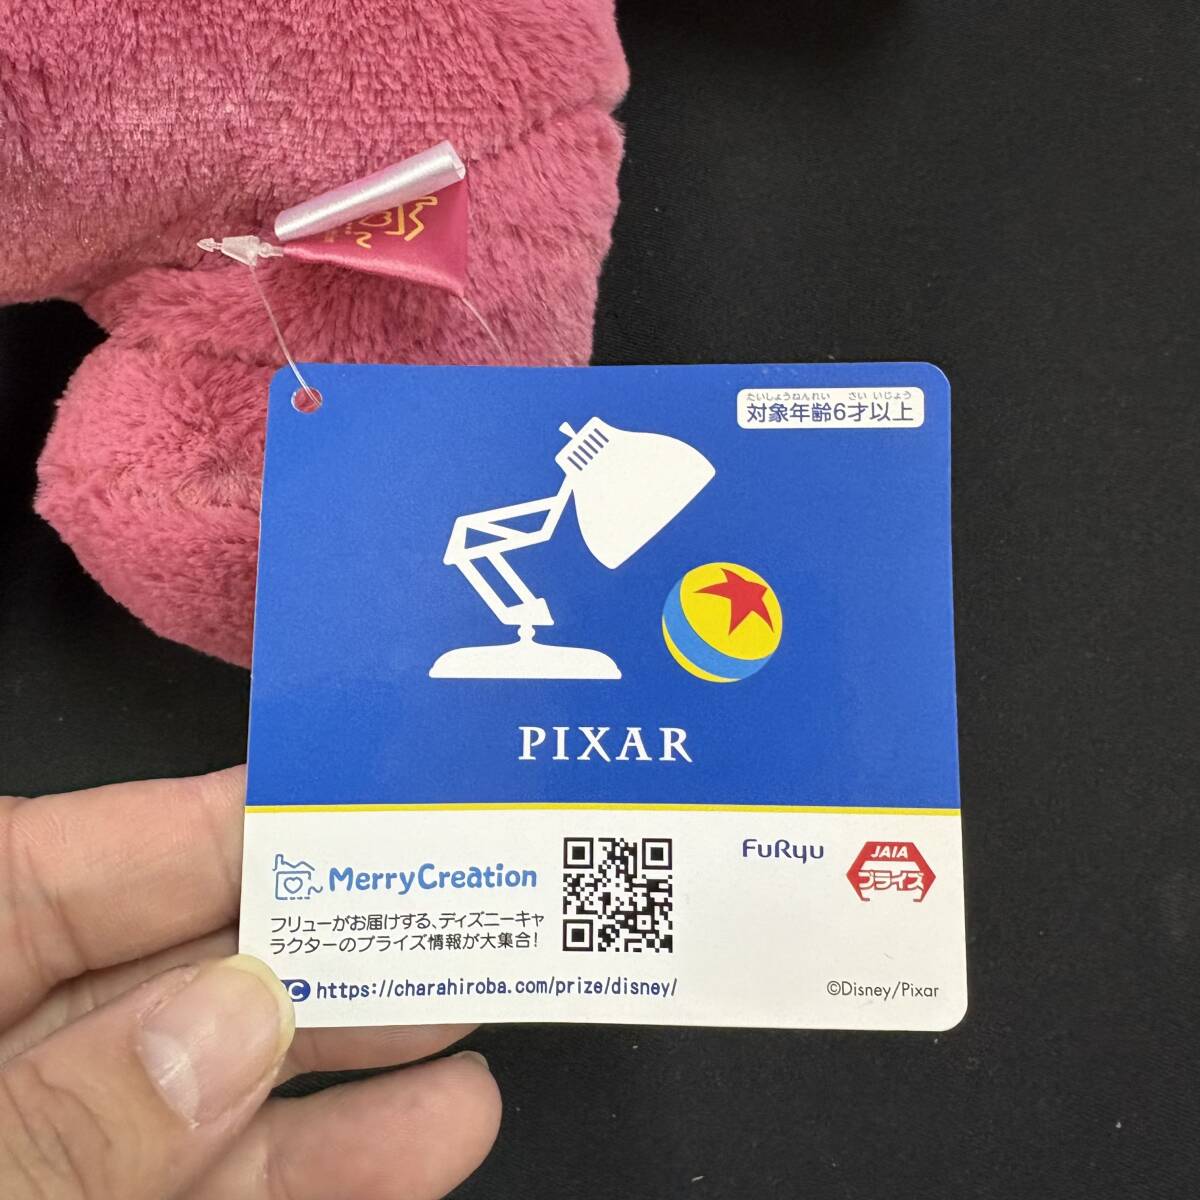 たいしょうねんれい さい いじょう
対象年齢6才以上
PIXAR
MerryCreation
フリューがお届けする、ディズニーキャ
ラクターのプライズ情報が大集合!
https://charahiroba.com/prize/disney/
FuRyu
JAIA
プライズ
©Disney/Pixar